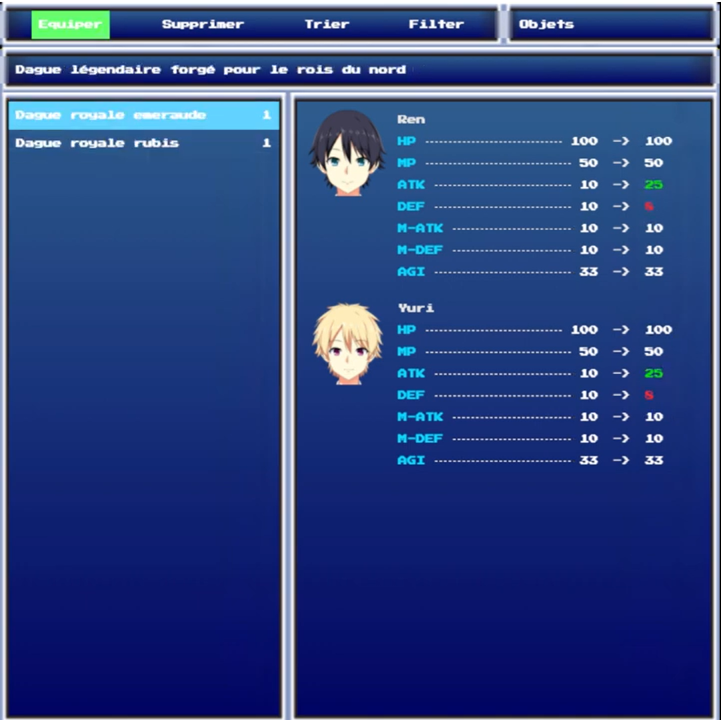 Equiper Supprimer Trier Filter Objets
Dague légendaire forgé pour le rois du nord
Dague royale emeraude 1
Dague royale rubis 1
Ren
HP 100 -> 100
MP 50 -> 50
ATK 10 -> 25
DEF 10 -> 8
M-ATK 10 -> 10
M-DEF 10 -> 10
AGI 33 -> 33
Yuri
HP 100 -> 100
MP 50 -> 50
ATK 10 -> 25
DEF 10 -> 8
M-ATK 10 -> 10
M-DEF 10 -> 10
AGI 33 -> 33